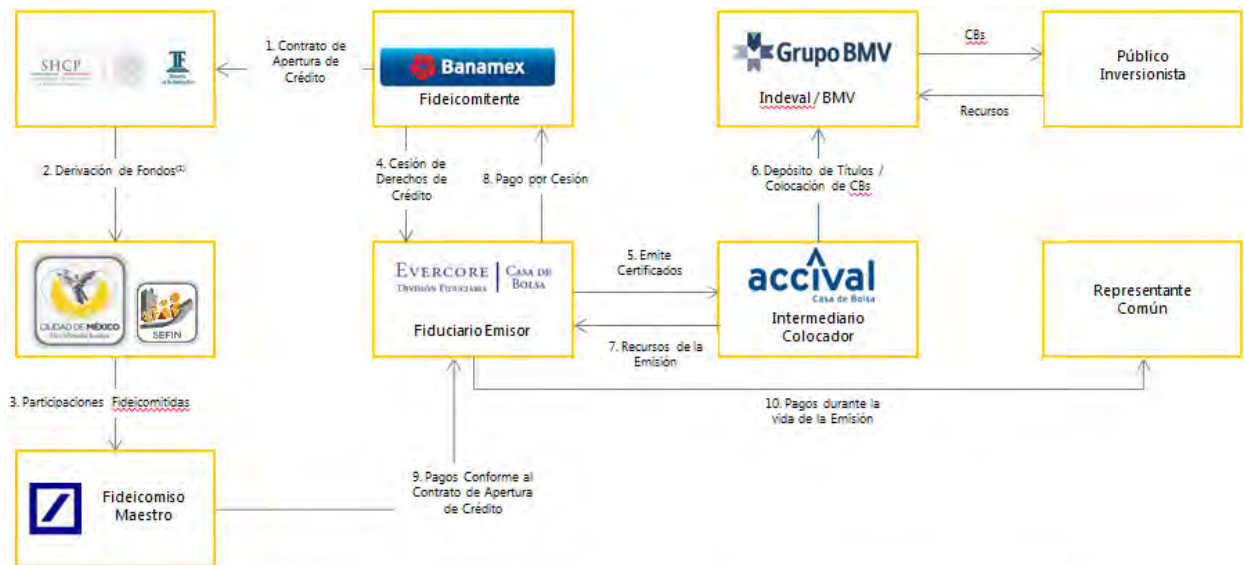 SHCP
1. Contrato de
Apertura de
Crédito
Banamex
Fideicomitente
Grupo BMV
Indeval / BMV
CBs
Recursos
Público
Inversionista
2. Derivación de Fondos(1)
4. Cesión de
Derechos de
Crédito
8. Pago por Cesión
6. Depósito de Títulos /
Colocación de CBs
CIUDAD DE MÉXICO
SEFIN
EVERCORE
DIVISIÓN FIDUCIARIA
CASA DE
BOLSA
Fiduciario Emisor
5. Emite
Certificados
7. Recursos de la
Emisión
accival
Casa de Bolsa
Intermediario
Colocador
Representante
Común
3. Participaciones Fideicomitidas
10. Pagos durante la
vida de la Emisión
Fideicomiso
Maestro
9. Pagos Conforme al
Contrato de Apertura
de Crédito